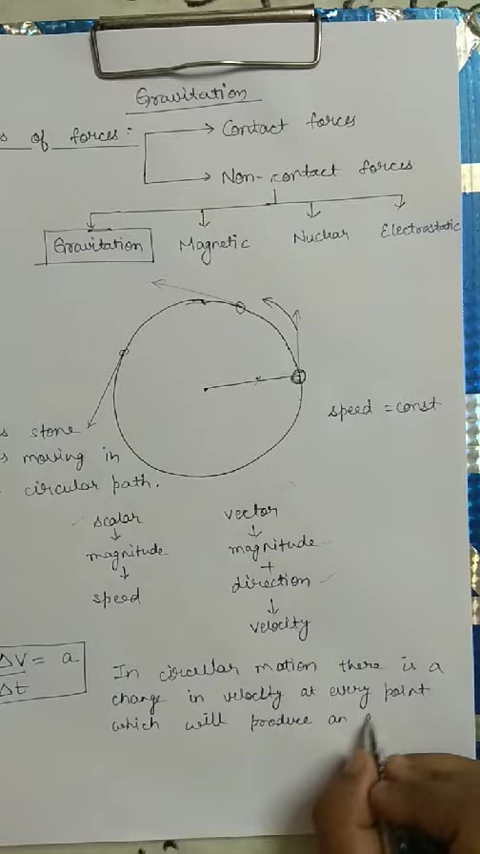 Gravitation
s of forces:
Contact forces
Non-contact forces
Gravitation Magnetic Nuclar Electrostatic
speed = const
s stone
s moving in
circular path.
scalar
magnitude
speed
vector
magnitude
+
direction
velocity
ΔV = a
Δt
In circular motion there is a
change in velocity at every point
which will produce an